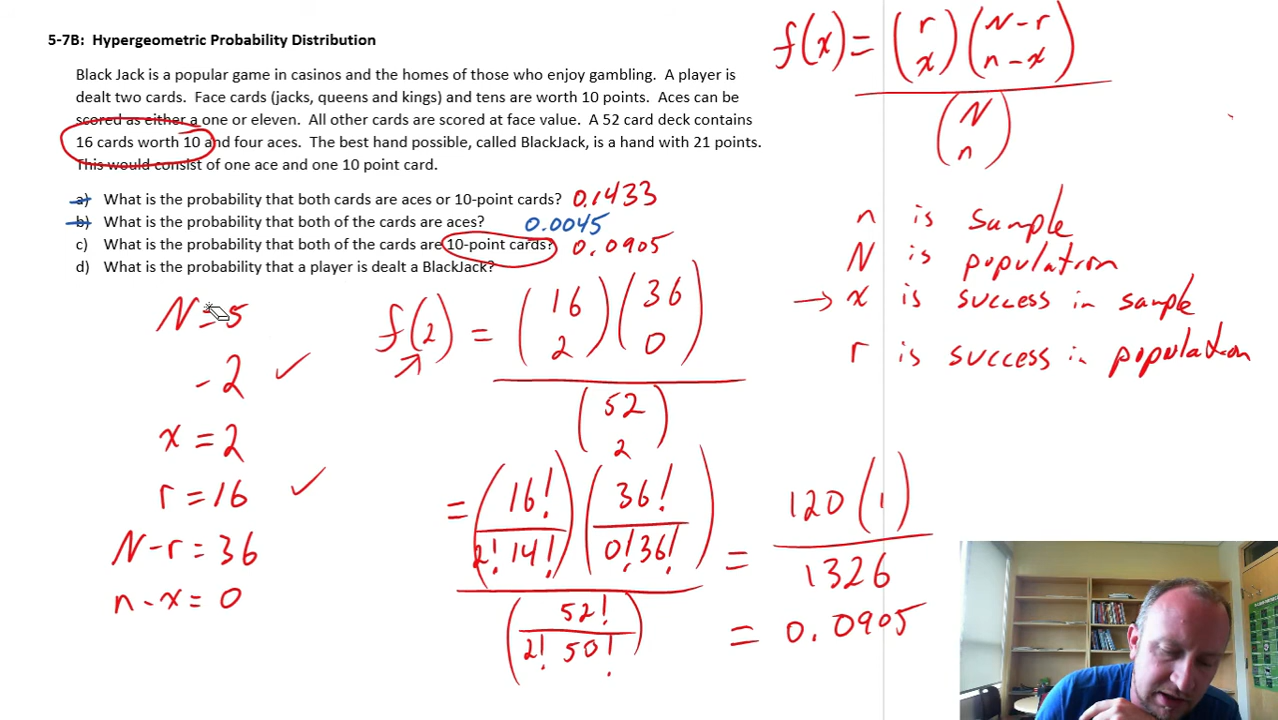 5-7B: Hypergeometric Probability Distribution
Black Jack is a popular game in casinos and the homes of those who enjoy gambling. A player is
dealt two cards. Face cards (jacks, queens and kings) and tens are worth 10 points. Aces can be
scored as either a one or eleven. All other cards are scored at face value. A 52 card deck contains
16 cards worth 10 and four aces. The best hand possible, called BlackJack, is a hand with 21 points.
This would consist of one ace and one 10 point card.
a) What is the probability that both cards are aces or 10-point cards? 0.1433
b) What is the probability that both of the cards are aces? 0.0045
c) What is the probability that both of the cards are 10-point cards? 0.0905
d) What is the probability that a player is dealt a BlackJack?
f(x) = (r x) (N-r n-x)
(N n)
n is sample
N is population
→ x is success in sample
r is success in population
N = 5
- 2 ✓
x = 2
r = 16 ✓
N - r = 36
n - x = 0
f(2) = (16 2) (36 0)
(52 2)
= (16! / 2! 14!) (36! / 0! 36!)
(52! / 2! 50!)
= 120 (1)
1326
= 0.0905